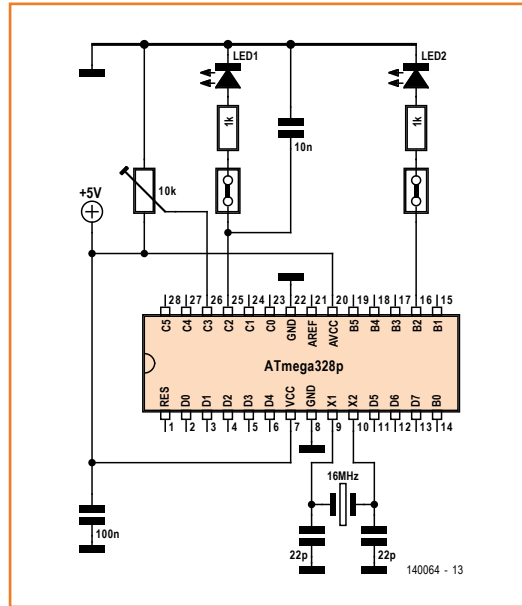 LED1
LED2
1k
1k
10n
+5V
10k
28 27 26 25 24 23 22 21 20 19 18 17 16 15
C5 C4 C3 C2 C1 C0 GND AREF AVCC B5 B4 B3 B2 B1
ATmega328p
RES D0 D1 D2 D3 D4 VCC GND X1 X2 D5 D6 D7 B0
1 2 3 4 5 6 7 8 9 10 11 12 13 14
16MHz
100n
22p
22p
140064 - 13